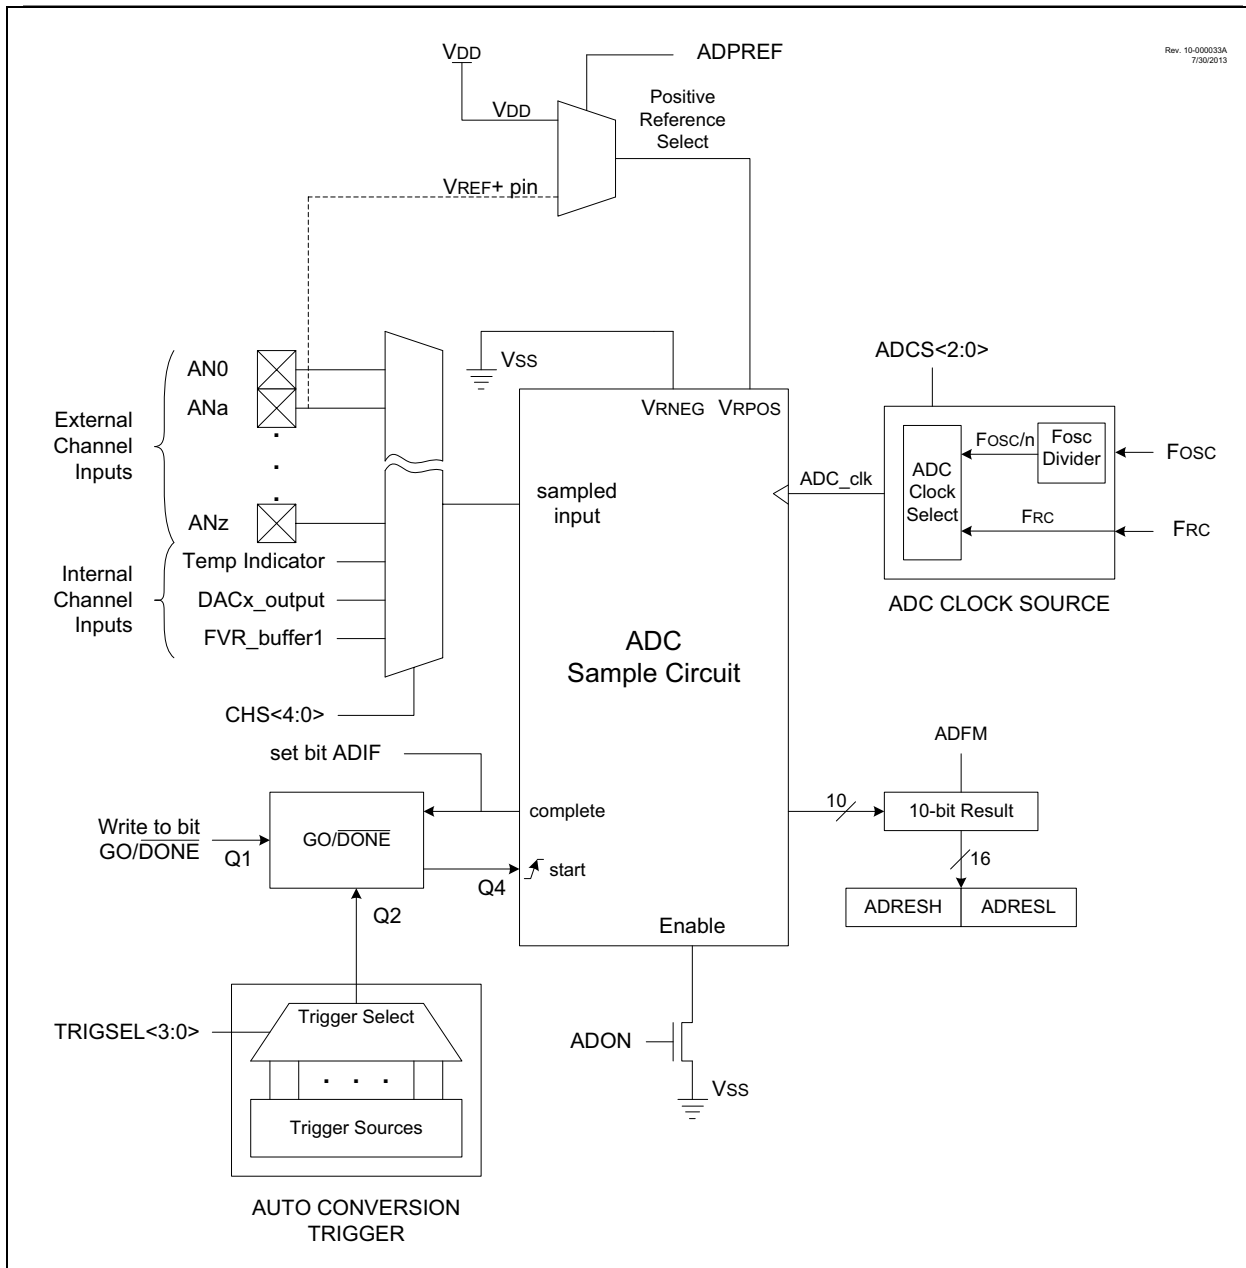 Rev. 10-000033A
7/30/2013
VDD
ADPREF
VDD
Positive
Reference
Select
VREF+ pin
VSS
AN0
ANa
External
Channel
Inputs
ANz
Internal
Channel
Inputs
Temp Indicator
DACx_output
FVR_buffer1
CHS<4:0>
VRNEG VRPOS
sampled
input
ADC_clk
ADC
Sample Circuit
ADCS<2:0>
ADC
Clock
Select
FOSC/n
Fosc
Divider
FOSC
FRC
FRC
ADC CLOCK SOURCE
set bit ADIF
complete
Write to bit
GO/DONE
Q1
GO/DONE
Q4
start
Q2
Enable
ADFM
10
10-bit Result
16
ADRESH ADRESL
TRIGSEL<3:0>
Trigger Select
. . .
Trigger Sources
AUTO CONVERSION
TRIGGER
ADON
VSS